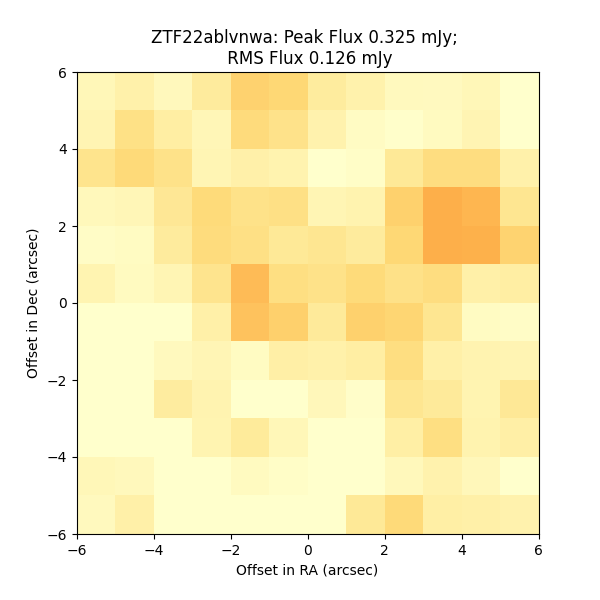 ZTF22ablvnwa: Peak Flux 0.325 mJy;
RMS Flux 0.126 mJy
6
4
2
0
−2
−4
−6
Offset in Dec (arcsec)
−6 −4 −2 0 2 4 6
Offset in RA (arcsec)